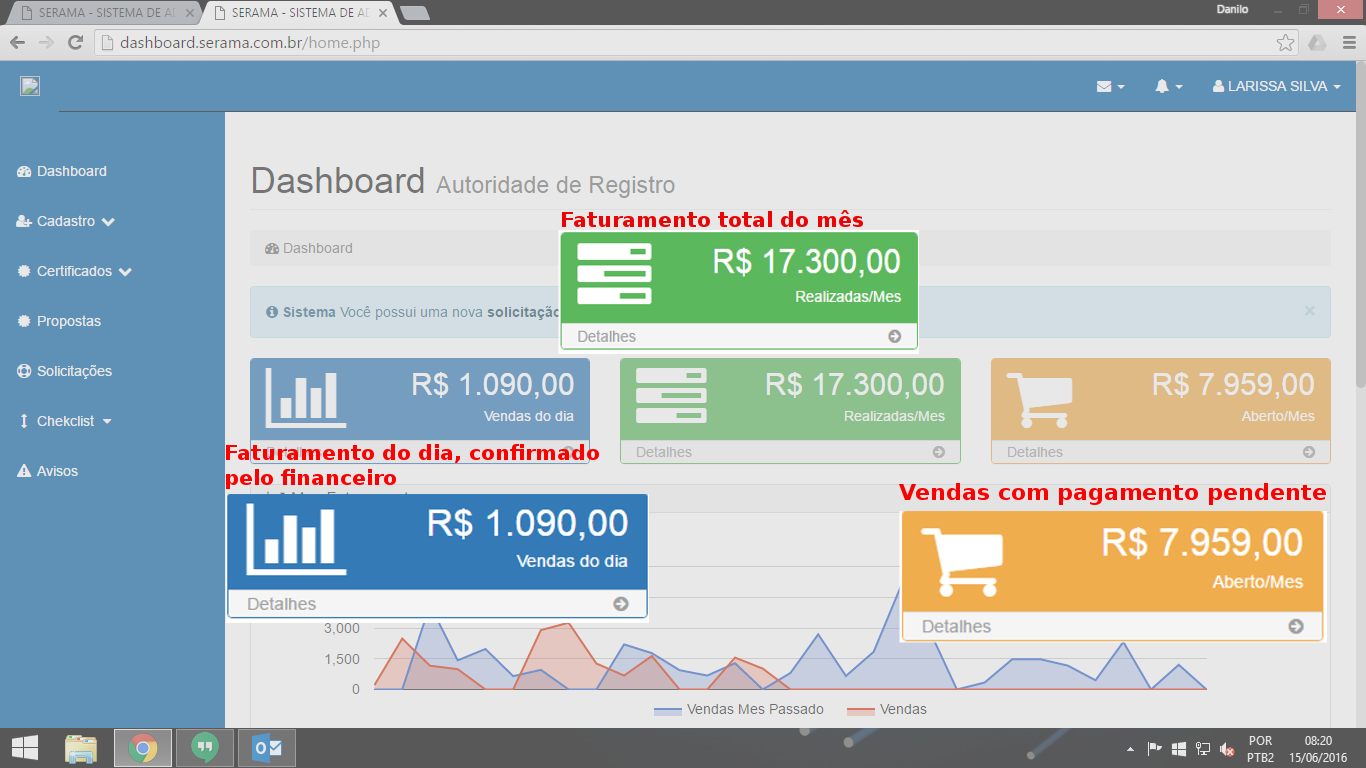 SERAMA - SISTEMA DE AD
SERAMA - SISTEMA DE AD
Danilo
dashboard.serama.com.br/home.php
LARISSA SILVA
Dashboard
Cadastro
Certificados
Propostas
Solicitações
Chekclist
Avisos
Dashboard Autoridade de Registro
Faturamento total do mês
Dashboard
R$ 17.300,00
Realizadas/Mes
Detalhes
Sistema Você possui uma nova solicitação
×
R$ 1.090,00
Vendas do dia
R$ 17.300,00
Realizadas/Mes
Detalhes
R$ 7.959,00
Aberto/Mes
Detalhes
Faturamento do dia, confirmado
pelo financeiro
R$ 1.090,00
Vendas do dia
Detalhes
Vendas com pagamento pendente
R$ 7.959,00
Aberto/Mes
Detalhes
3,000
1,500
0
Vendas Mes Passado
Vendas
POR
PTB2
08:20
15/06/2016